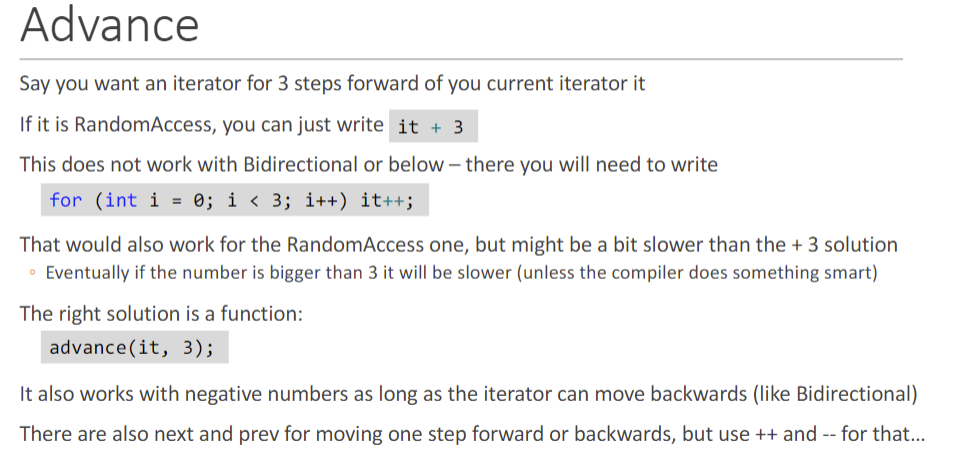 Advance
Say you want an iterator for 3 steps forward of you current iterator it
If it is RandomAccess, you can just write it + 3
This does not work with Bidirectional or below – there you will need to write
for (int i = 0; i < 3; i++) it++;
That would also work for the RandomAccess one, but might be a bit slower than the + 3 solution
◦ Eventually if the number is bigger than 3 it will be slower (unless the compiler does something smart)
The right solution is a function:
advance(it, 3);
It also works with negative numbers as long as the iterator can move backwards (like Bidirectional)
There are also next and prev for moving one step forward or backwards, but use ++ and -- for that…